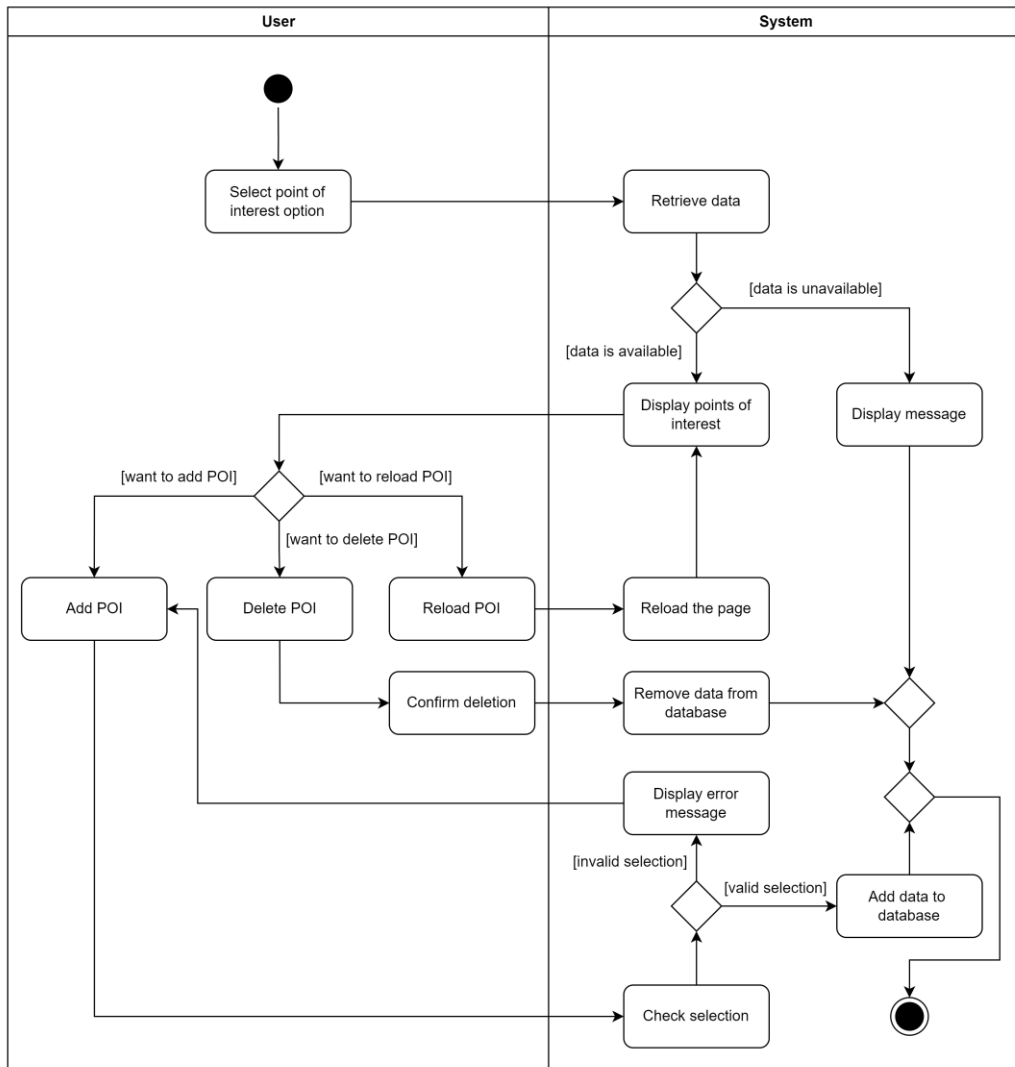 User
System
Select point of
interest option
Retrieve data
[data is unavailable]
[data is available]
Display points of
interest
Display message
[want to add POI]
[want to reload POI]
[want to delete POI]
Add POI
Delete POI
Reload POI
Reload the page
Confirm deletion
Remove data from
database
Display error
message
[invalid selection]
[valid selection]
Add data to
database
Check selection